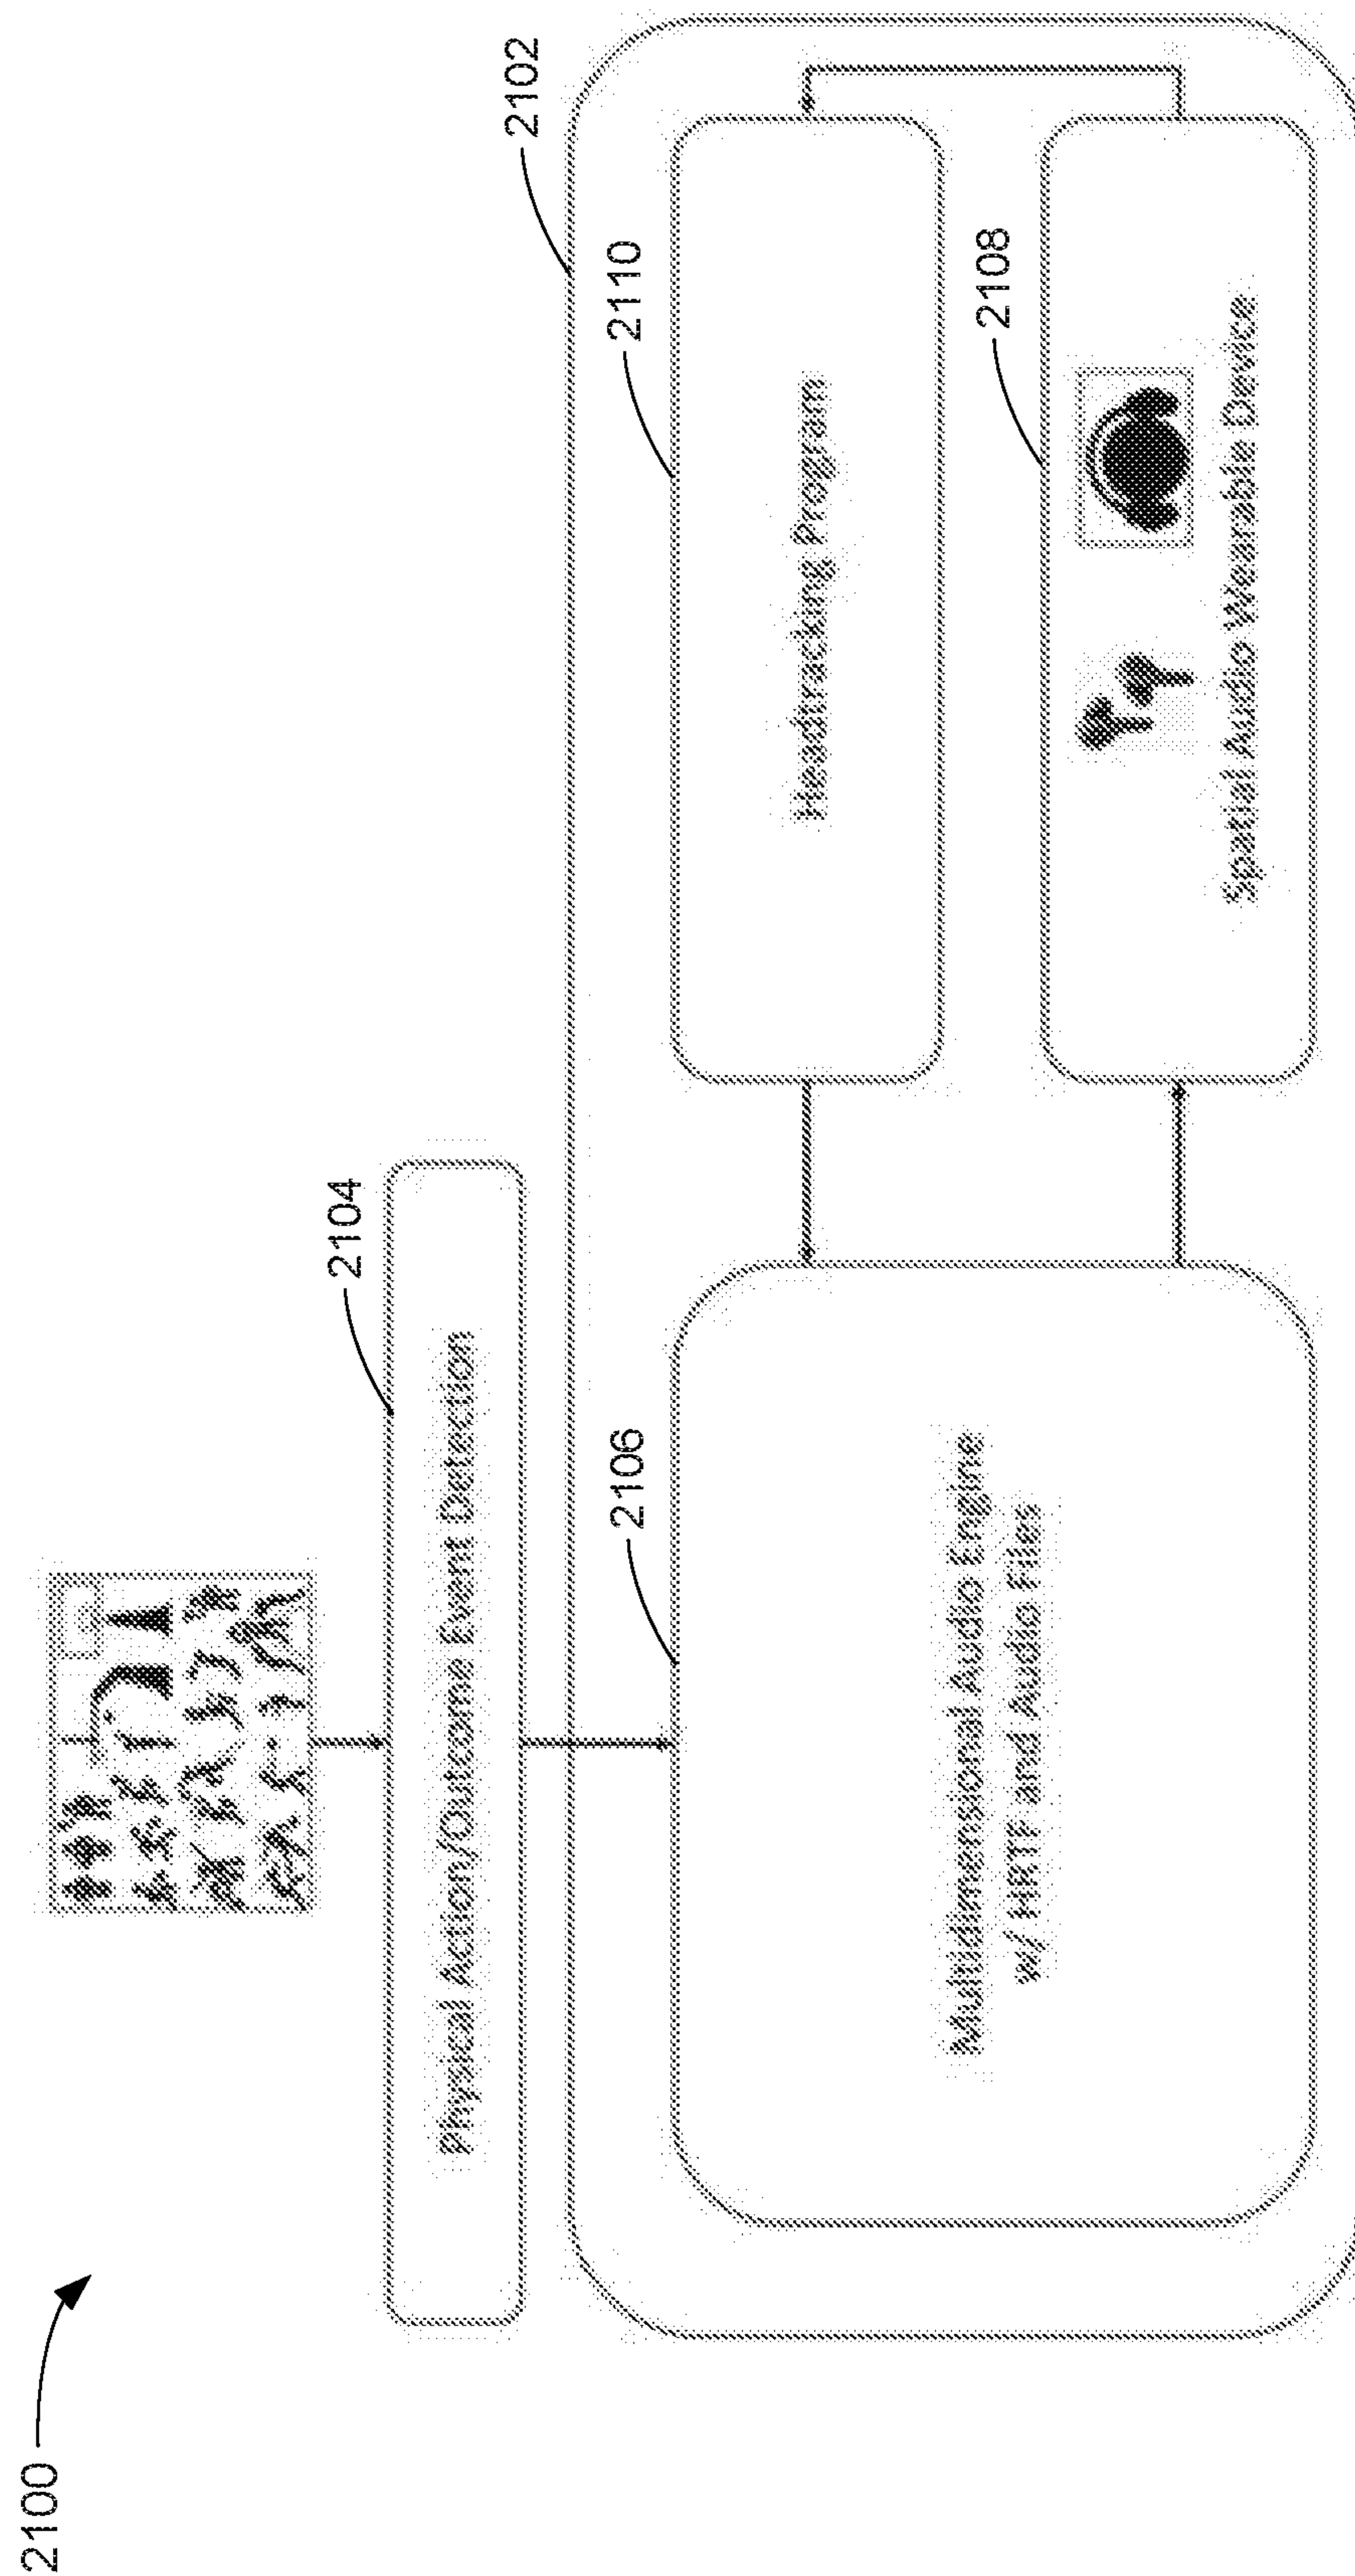 2100
2104
Physical Action/Outcome Event Detection
2102
2106
Multidimensional Audio Engine
w/ HRTF and Audio Files
2110
Headtracking Program
2108
Spatial Audio Wearable Device